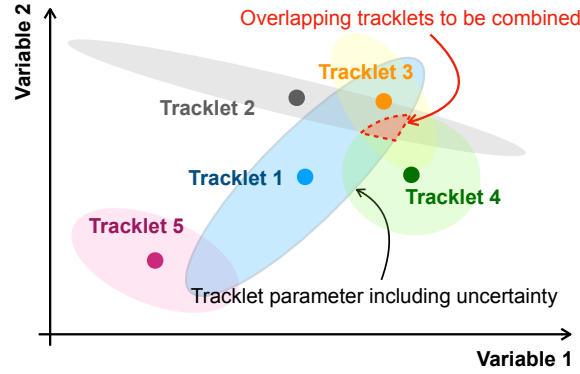 Overlapping tracklets to be combined
Variable 2
Tracklet 3
Tracklet 2
Tracklet 1
Tracklet 4
Tracklet 5
Tracklet parameter including uncertainty
Variable 1